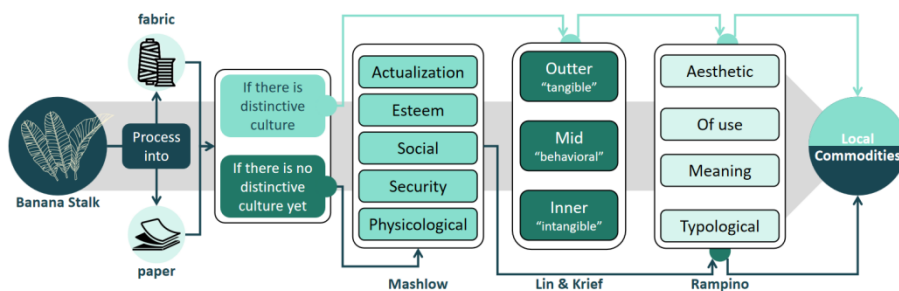 fabric
Banana Stalk
Process
into
paper
If there is
distinctive
culture
If there is no
distinctive
culture yet
Actualization
Esteem
Social
Security
Physicological
Mashlow
Outter
“tangible”
Mid
“behavioral”
Inner
“intangible”
Lin & Krief
Aesthetic
Of use
Meaning
Typological
Rampino
Local
Commodities